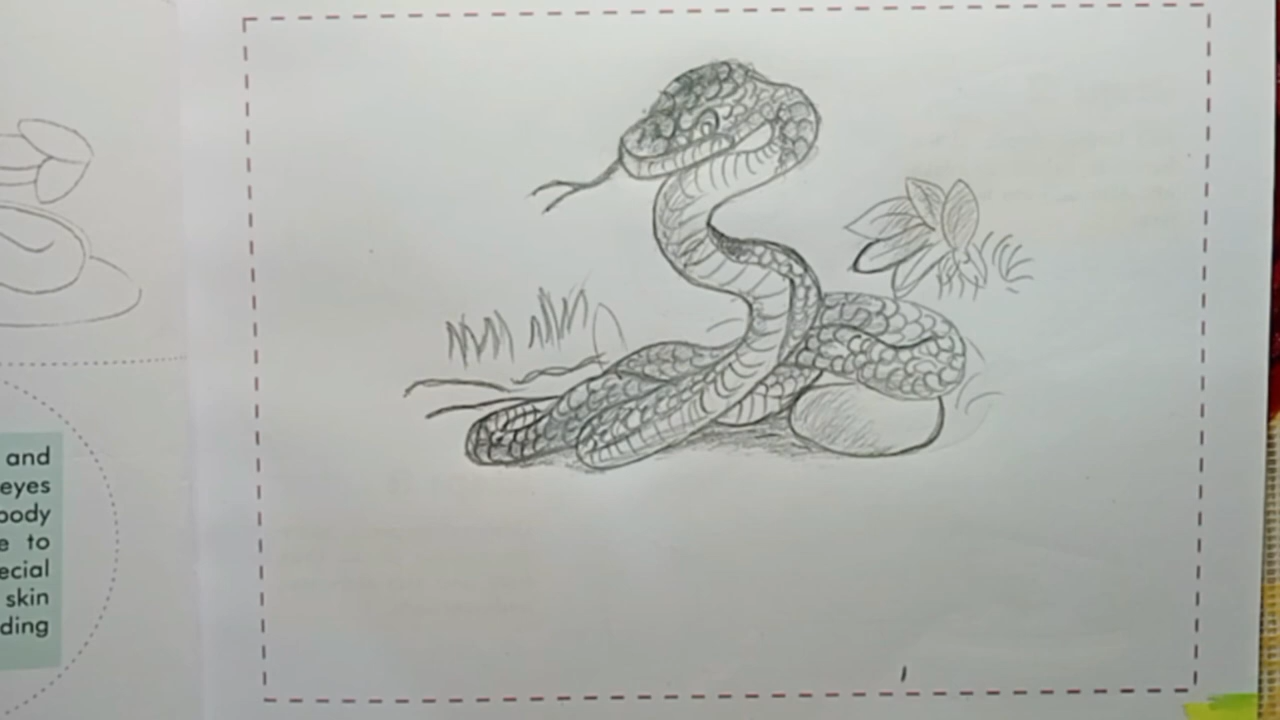 and
eyes
body
e to
ecial
skin
ding